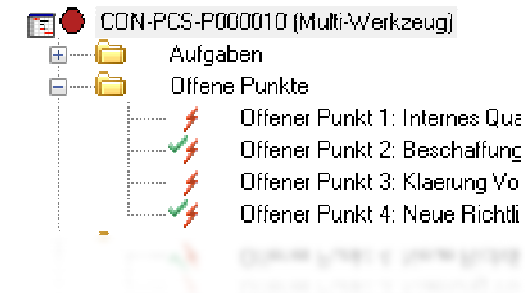 CON-PCS-P000010 (Multi-Werkzeug)
Aufgaben
Offene Punkte
Offener Punkt 1: Internes Qua
Offener Punkt 2: Beschaffung
Offener Punkt 3: Klaerung Vo
Offener Punkt 4: Neue Richtli